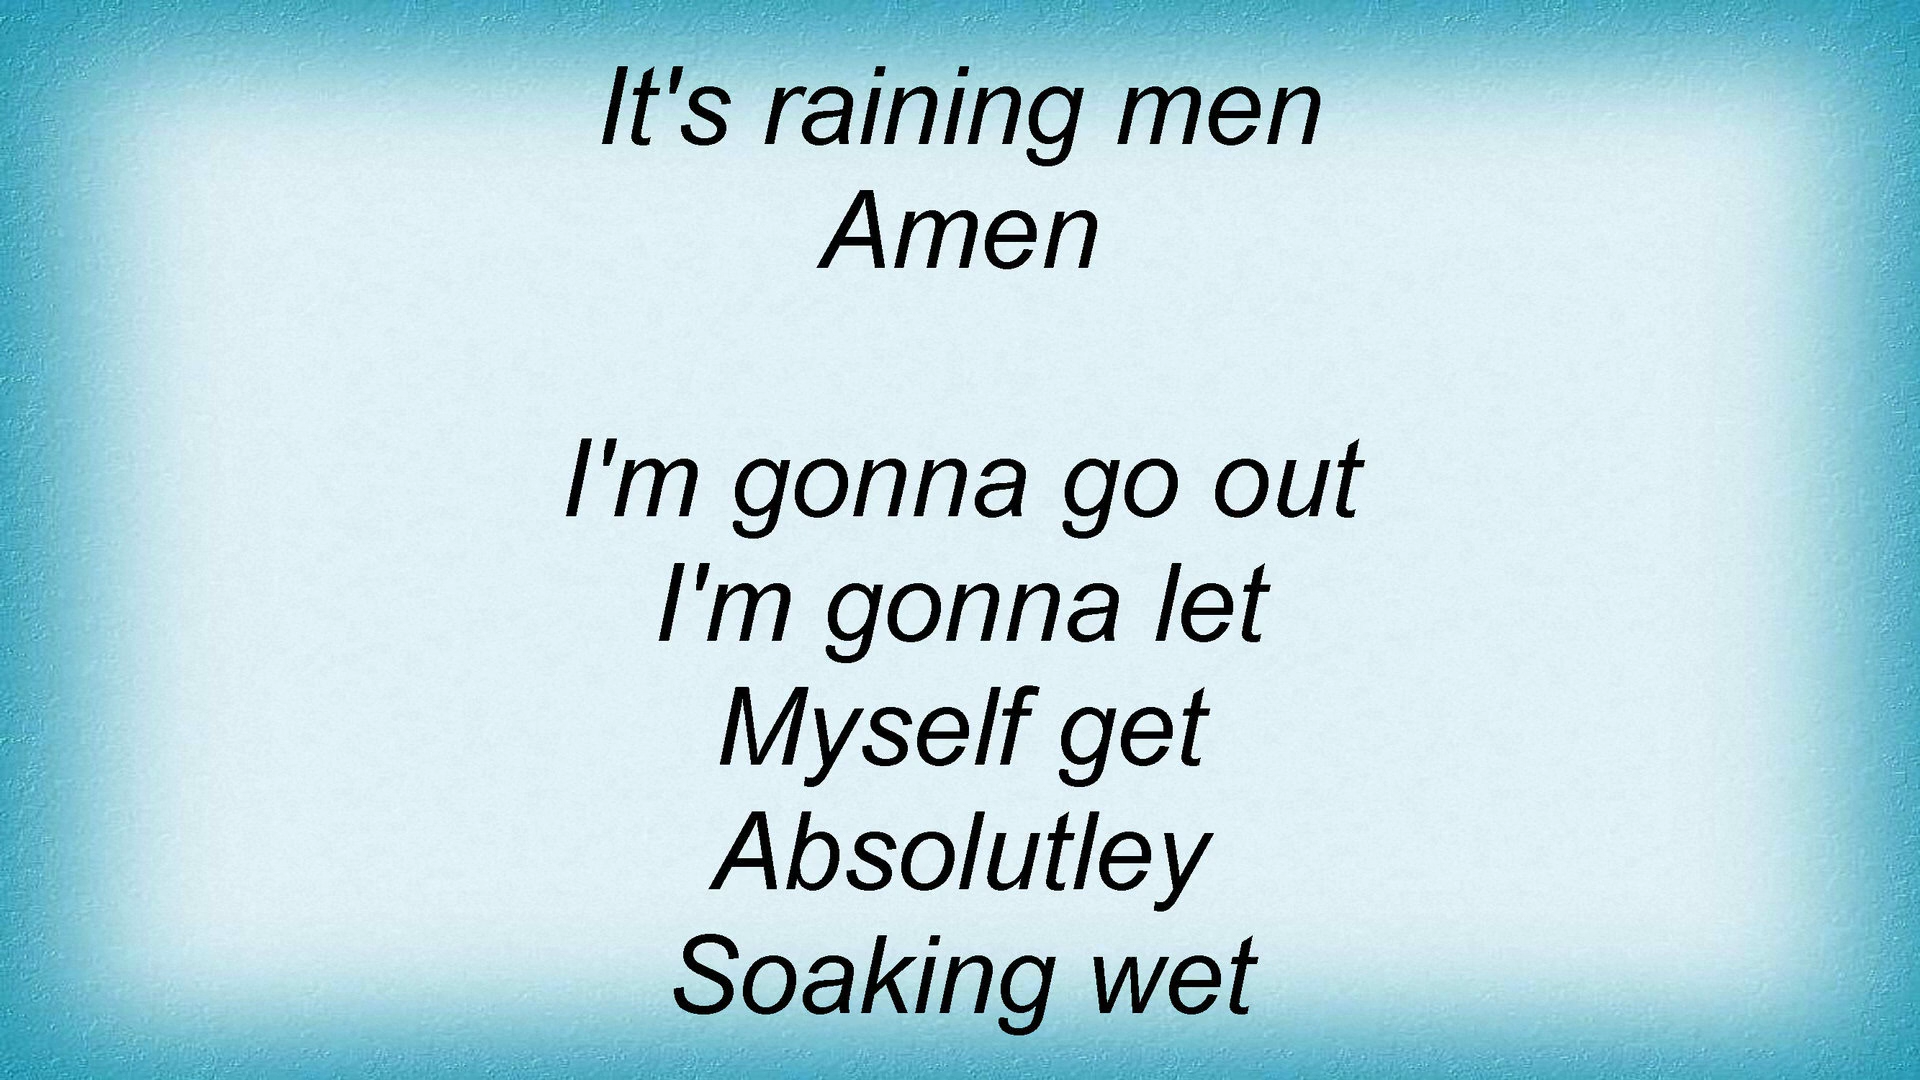 It's raining men
Amen
I'm gonna go out
I'm gonna let
Myself get
Absolutley
Soaking wet